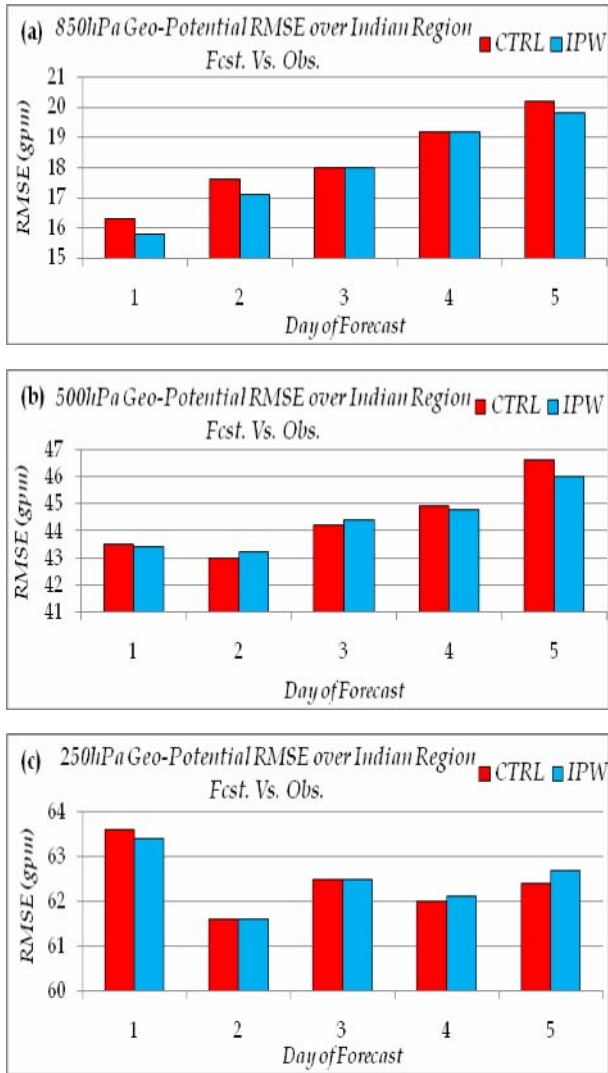 (a) 850hPa Geo-Potential RMSE over Indian Region
Fcst. Vs. Obs.
CTRL IPW
21
20
19
18
17
16
15
RMSE (gpm)
1 2 3 4 5
Day of Forecast
(b) 500hPa Geo-Potential RMSE over Indian Region
Fcst. Vs. Obs.
CTRL IPW
47
46
45
44
43
42
41
RMSE (gpm)
1 2 3 4 5
Day of Forecast
(c) 250hPa Geo-Potential RMSE over Indian Region
Fcst. Vs. Obs.
CTRL IPW
64
63
62
61
60
RMSE (gpm)
1 2 3 4 5
Day of Forecast